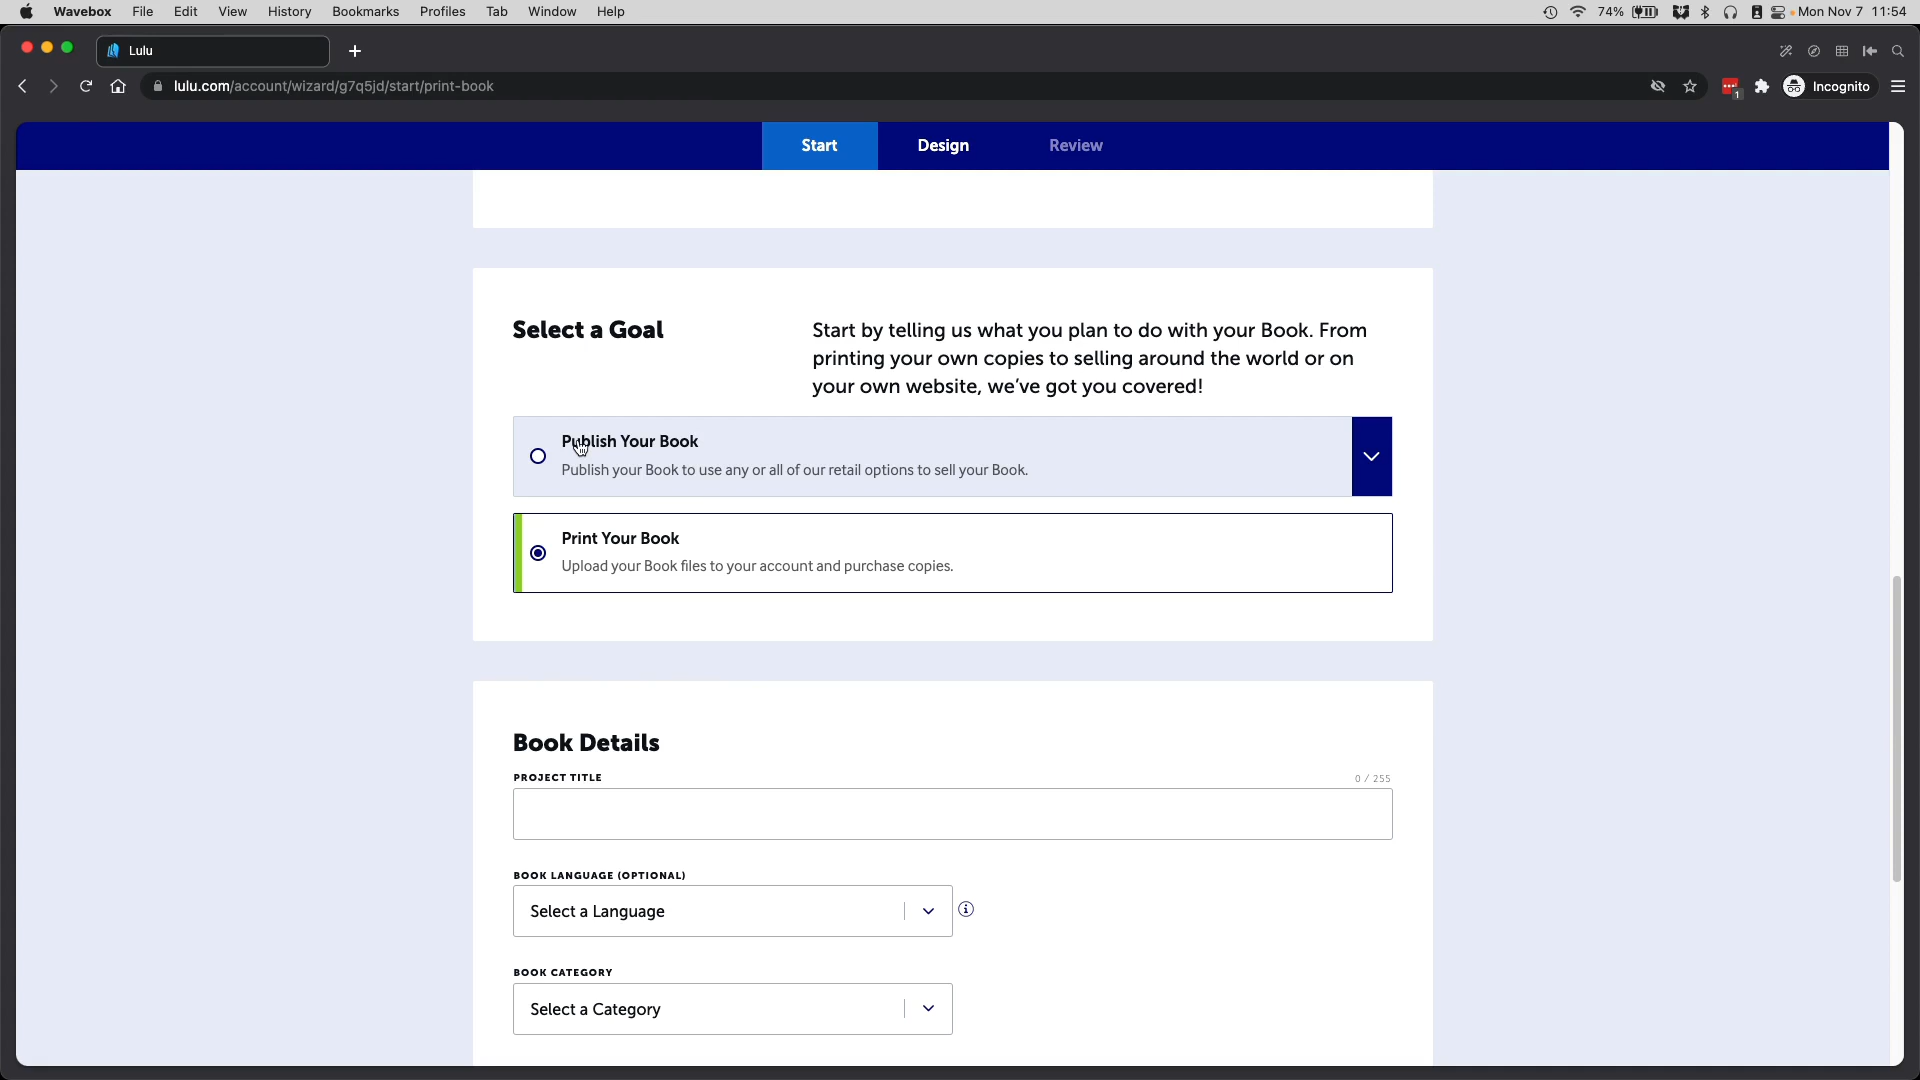 Wavebox File Edit View History Bookmarks Profiles Tab Window Help 74% Mon Nov 7 11:54
Lulu
lulu.com/account/wizard/g7q5jd/start/print-book 1 Incognito
Start Design Review
Select a Goal
Start by telling us what you plan to do with your Book. From
printing your own copies to selling around the world or on
your own website, we’ve got you covered!
Publish Your Book
Publish your Book to use any or all of our retail options to sell your Book.
Print Your Book
Upload your Book files to your account and purchase copies.
Book Details
PROJECT TITLE 0 / 255
BOOK LANGUAGE (OPTIONAL)
Select a Language
BOOK CATEGORY
Select a Category